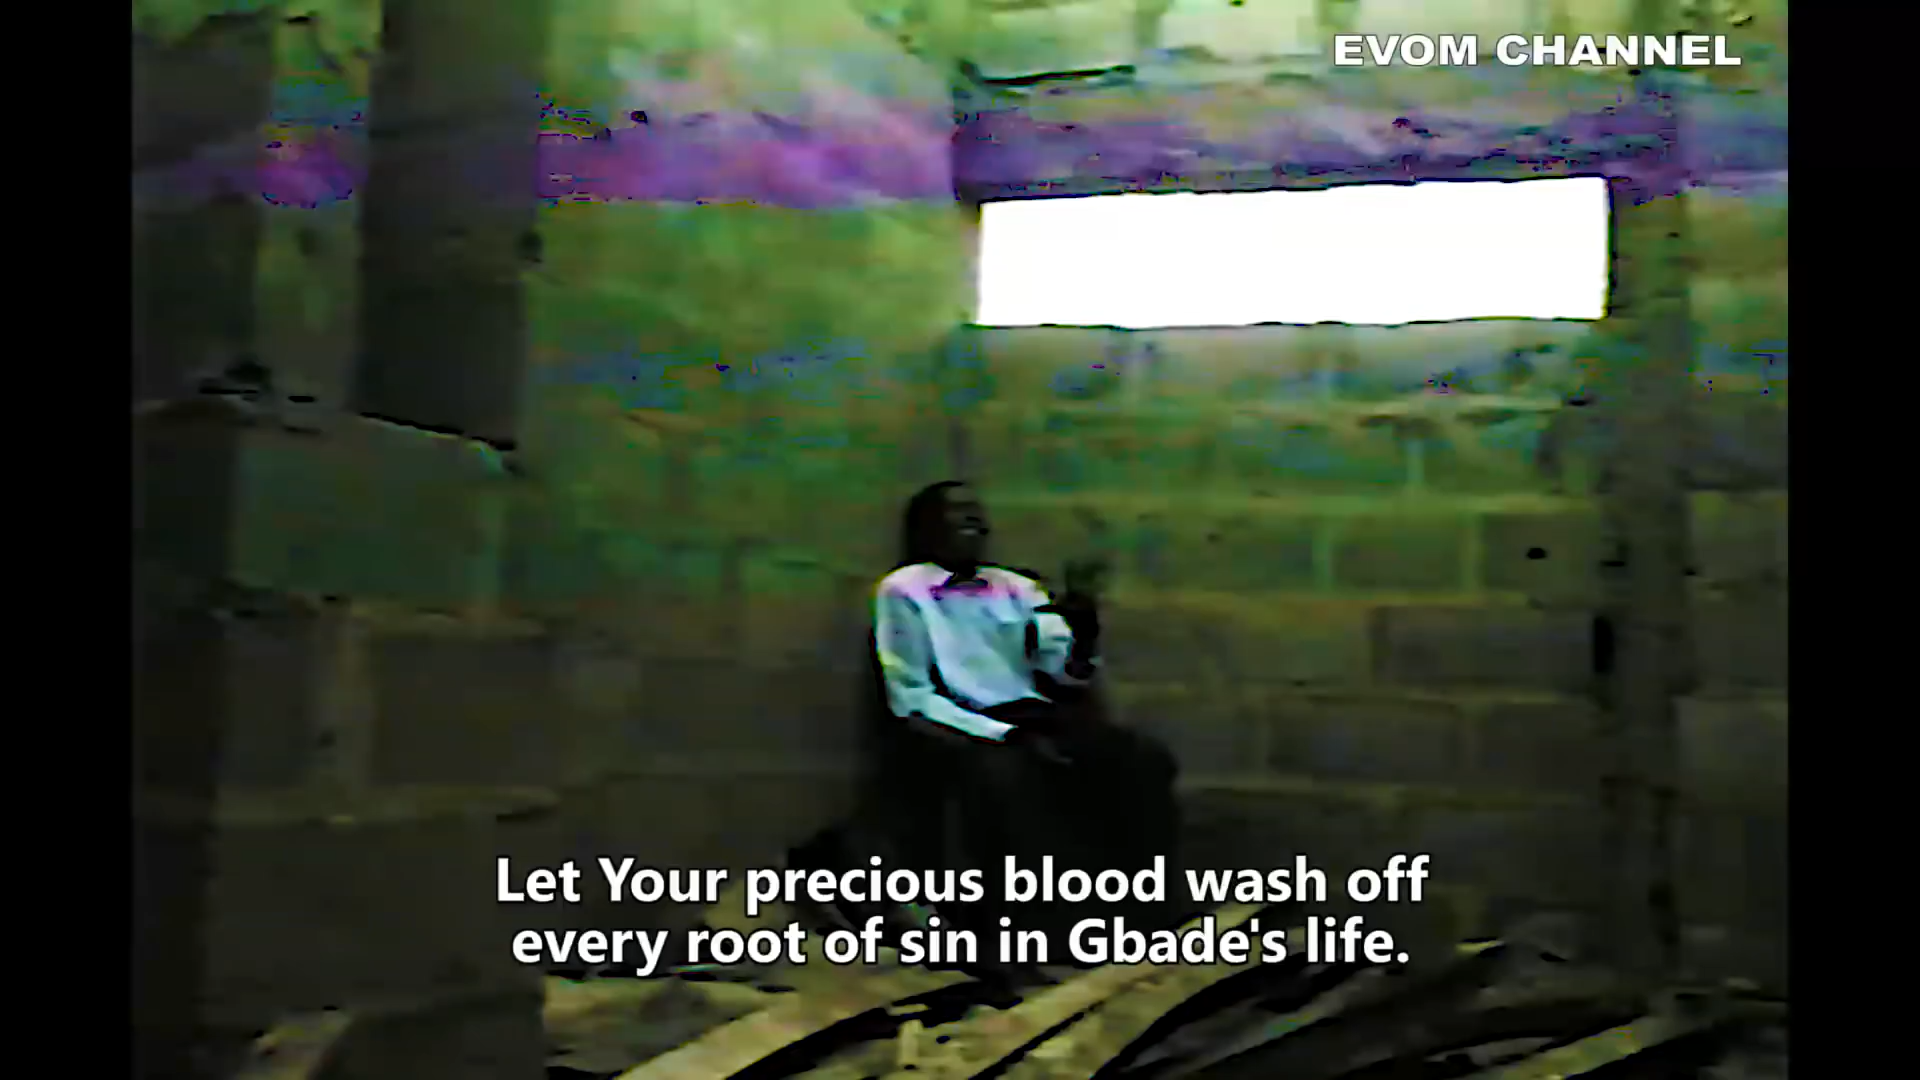 EVOM CHANNEL
Let Your precious blood wash off
every root of sin in Gbade's life.